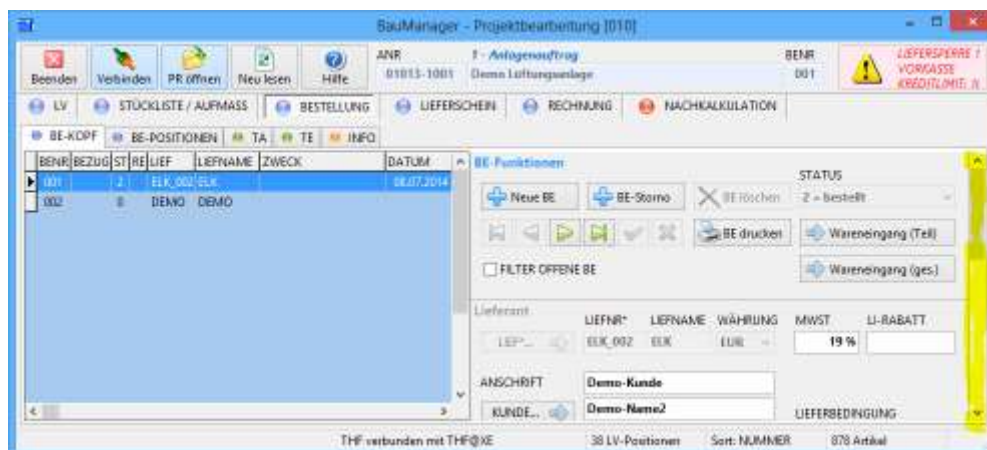 BauManager - Projektbearbeitung [010]
Beenden Verbinden PR öffnen Neu lesen Hilfe
ANR 1 - Anlagenauftrag BENR
01013-1001 Demo Lüftungsanlage 001
LIEFERSPERRE !
VORKASSE
KREDITLIMIT: N
LV STÜCKLISTE / AUFMASS BESTELLUNG LIEFERSCHEIN RECHNUNG NACHKALKULATION
BE-KOPF BE-POSITIONEN TA TE INFO
BENR BEZUG ST RE LIEF LIEFNAME ZWECK DATUM
001 2 ELK_002 ELK 08.07.2014
002 0 DEMO DEMO
BE-Funktionen
STATUS
Neue BE BE-Storno BE löschen 2 = bestellt
BE drucken Wareneingang (Teil)
FILTER OFFENE BE Wareneingang (ges.)
Lieferant
LIEFNR* LIEFNAME WÄHRUNG MWST LI-RABATT
LIEF... ELK_002 ELK EUR 19 %
ANSCHRIFT Demo-Kunde
KUNDE... Demo-Name2 LIEFERBEDINGUNG
THF verbunden mit THF@XE 38 LV-Positionen Sort: NUMMER 878 Artikel